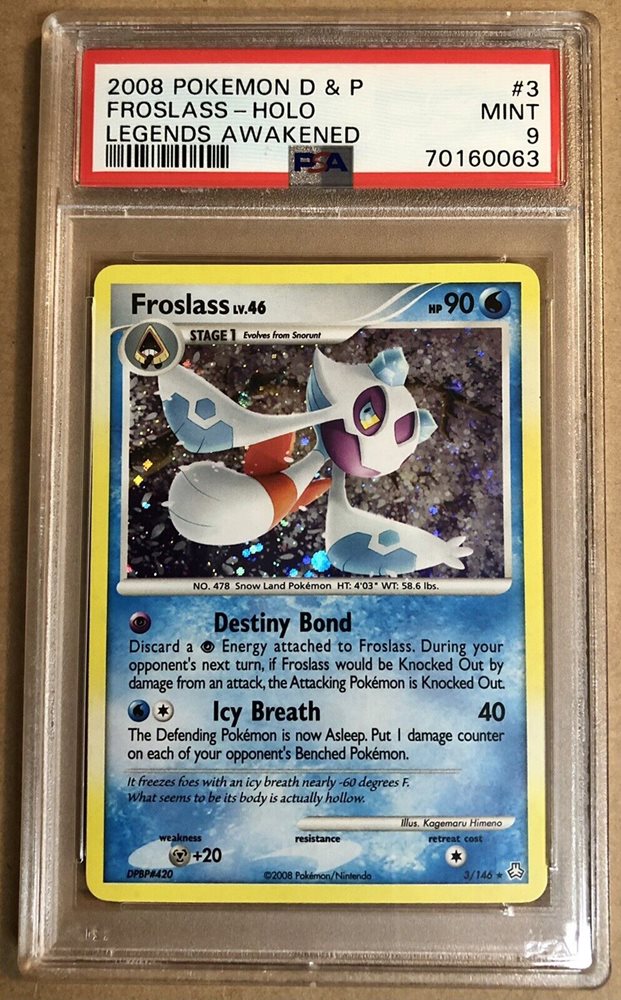 2008 POKEMON D & P #3
FROSLASS – HOLO MINT
LEGENDS AWAKENED 9
PSA 70160063
Froslass LV.46 HP 90
STAGE 1 Evolves from Snorunt
NO. 478 Snow Land Pokémon HT: 4'03" WT: 58.6 lbs.
Destiny Bond
Discard a Energy attached to Froslass. During your
opponent's next turn, if Froslass would be Knocked Out by
damage from an attack, the Attacking Pokémon is Knocked Out.
Icy Breath 40
The Defending Pokémon is now Asleep. Put 1 damage counter
on each of your opponent's Benched Pokémon.
It freezes foes with an icy breath nearly -60 degrees F.
What seems to be its body is actually hollow.
Illus. Kagemaru Himeno
weakness resistance retreat cost
+20
DPBP#420 ©2008 Pokémon/Nintendo 3/146 ★